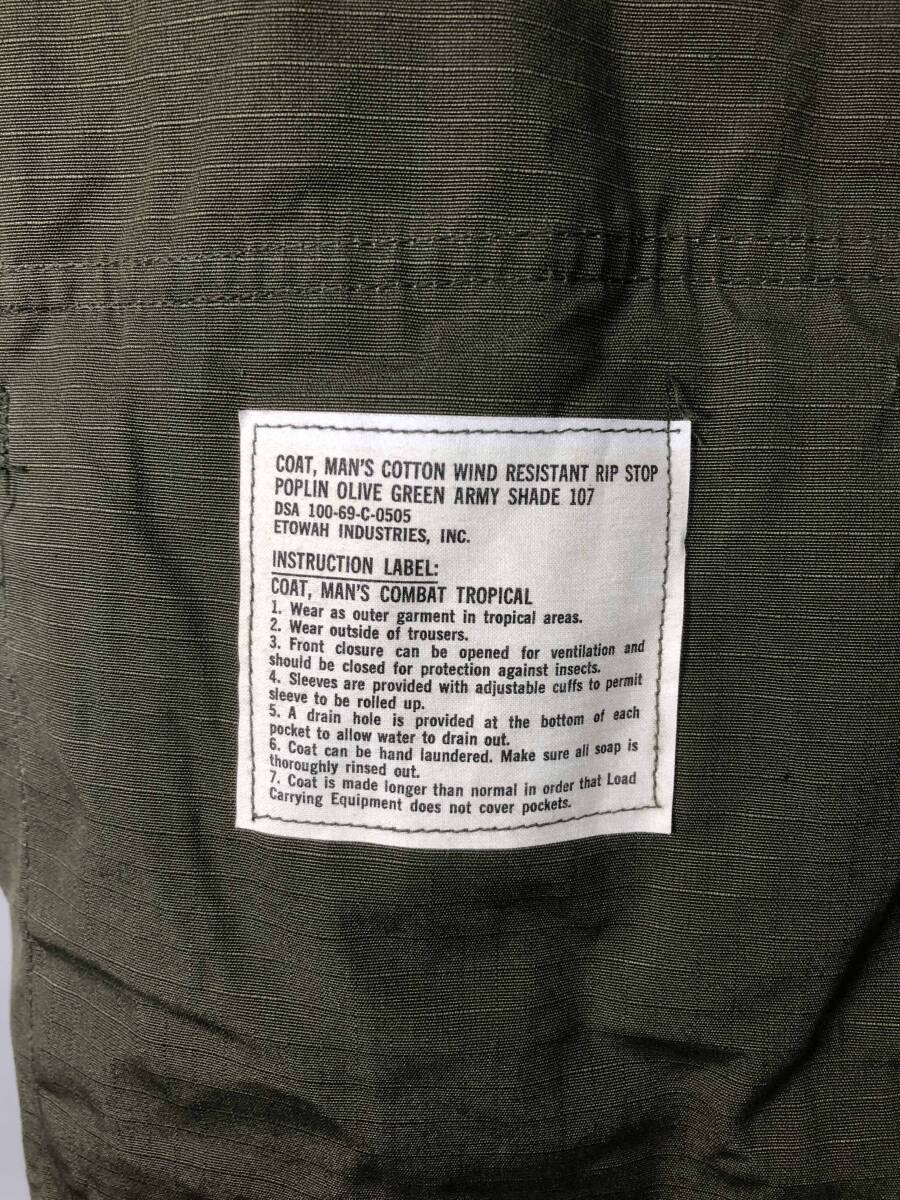 COAT, MAN'S COTTON WIND RESISTANT RIP STOP
POPLIN OLIVE GREEN ARMY SHADE 107
DSA 100-69-C-0505
ETOWAH INDUSTRIES, INC.
INSTRUCTION LABEL:
COAT, MAN'S COMBAT TROPICAL
1. Wear as outer garment in tropical areas.
2. Wear outside of trousers.
3. Front closure can be opened for ventilation and
should be closed for protection against insects.
4. Sleeves are provided with adjustable cuffs to permit
sleeve to be rolled up.
5. A drain hole is provided at the bottom of each
pocket to allow water to drain out.
6. Coat can be hand laundered. Make sure all soap is
thoroughly rinsed out.
7. Coat is made longer than normal in order that Load
Carrying Equipment does not cover pockets.